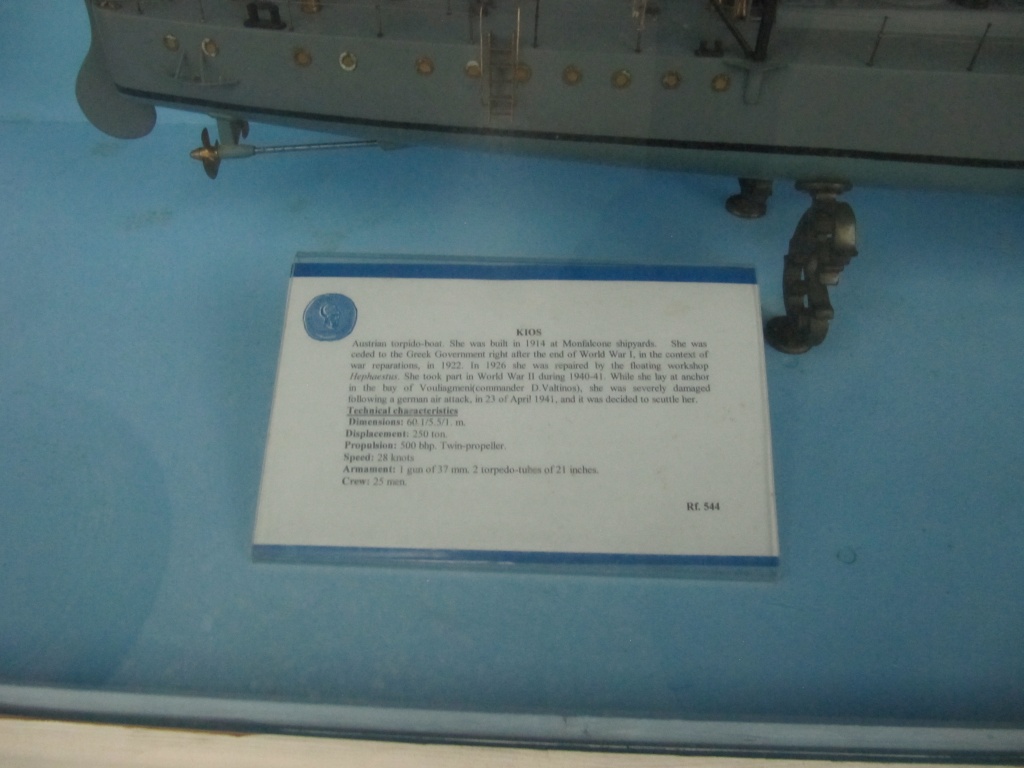 KIOS
Austrian torpido-boat. She was built in 1914 at Monfalcone shipyards. She was
ceded to the Greek Government right after the end of World War I, in the context of
war reparations, in 1922. In 1926 she was repaired by the floating workshop
Hephaestus. She took part in World War II during 1940-41. While she lay at anchor
in the bay of Vouliagmeni(commander D.Valtinos), she was severely damaged
following a german air attack, in 23 of April 1941, and it was decided to scuttle her.
Technical characteristics
Dimensions: 60.1/5.5/1. m.
Displacement: 250 ton.
Propulsion: 500 bhp. Twin-propeller.
Speed: 28 knots
Armament: 1 gun of 37 mm. 2 torpedo-tubes of 21 inches.
Crew: 25 men.
Rf. 544